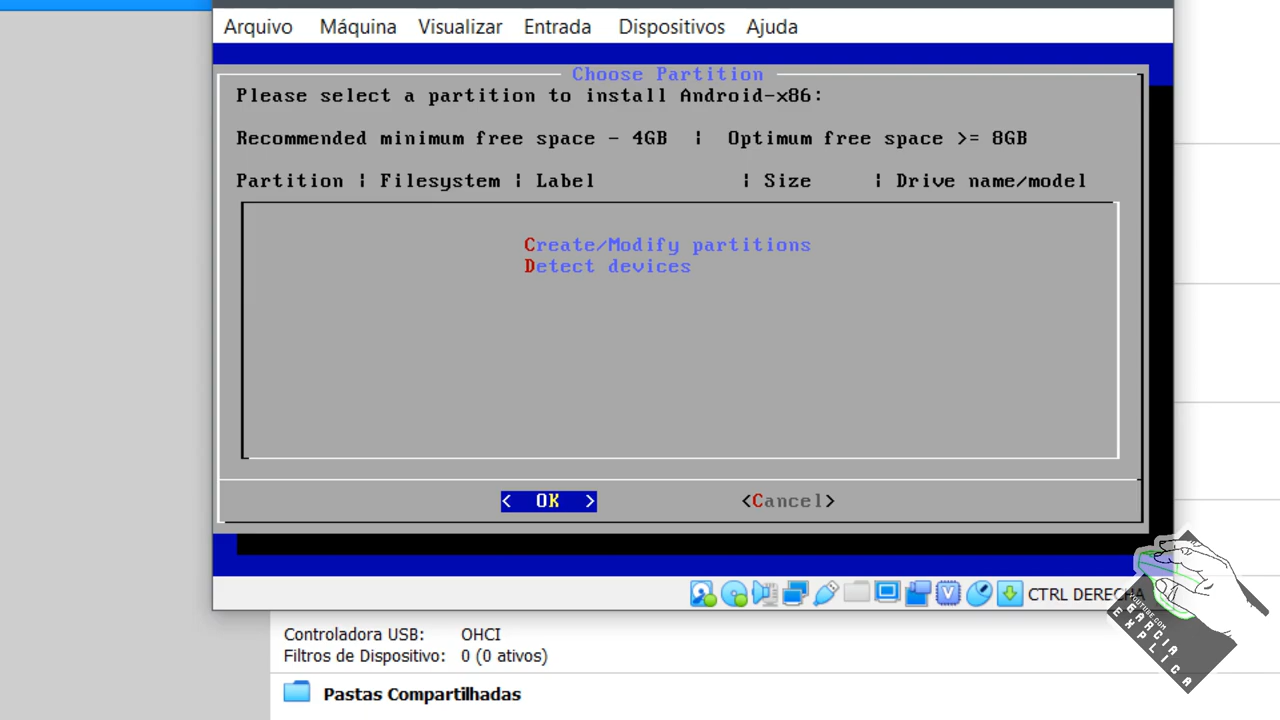 Arquivo Máquina Visualizar Entrada Dispositivos Ajuda
Choose Partition
Please select a partition to install Android-x86:
Recommended minimum free space - 4GB ¦ Optimum free space >= 8GB
Partition ¦ Filesystem ¦ Label ¦ Size ¦ Drive name/model
Create/Modify partitions
Detect devices
< OK > <Cancel>
CTRL DERECHA
Controladora USB: OHCI
Filtros de Dispositivo: 0 (0 ativos)
Pastas Compartilhadas
YOUTUBE.COM
GARCIA
EXPLICA